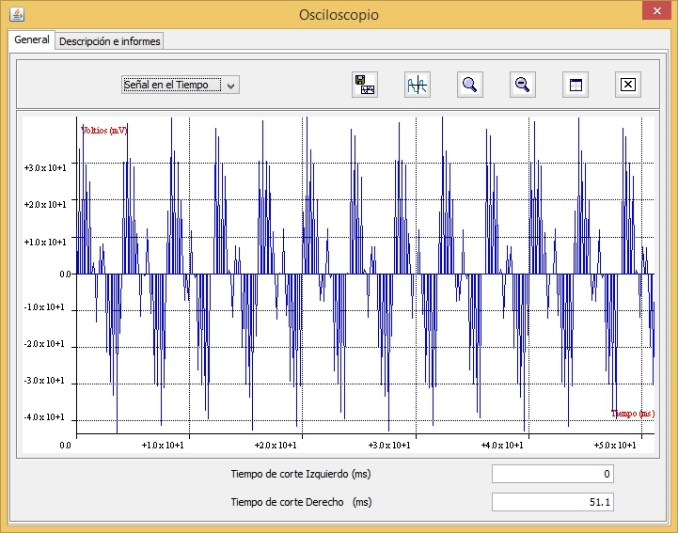 Osciloscopio
General
Descripción e informes
Señal en el Tiempo
Voltios (mV)
+3.0 x 10+1
+2.0 x 10+1
+1.0 x 10+1
0.0
-1.0 x 10+1
-2.0 x 10+1
-3.0 x 10+1
-4.0 x 10+1
Tiempo (ms)
0.0
+1.0 x 10+1
+2.0 x 10+1
+3.0 x 10+1
+4.0 x 10+1
+5.0 x 10+1
Tiempo de corte Izquierdo (ms)
0
Tiempo de corte Derecho (ms)
51.1